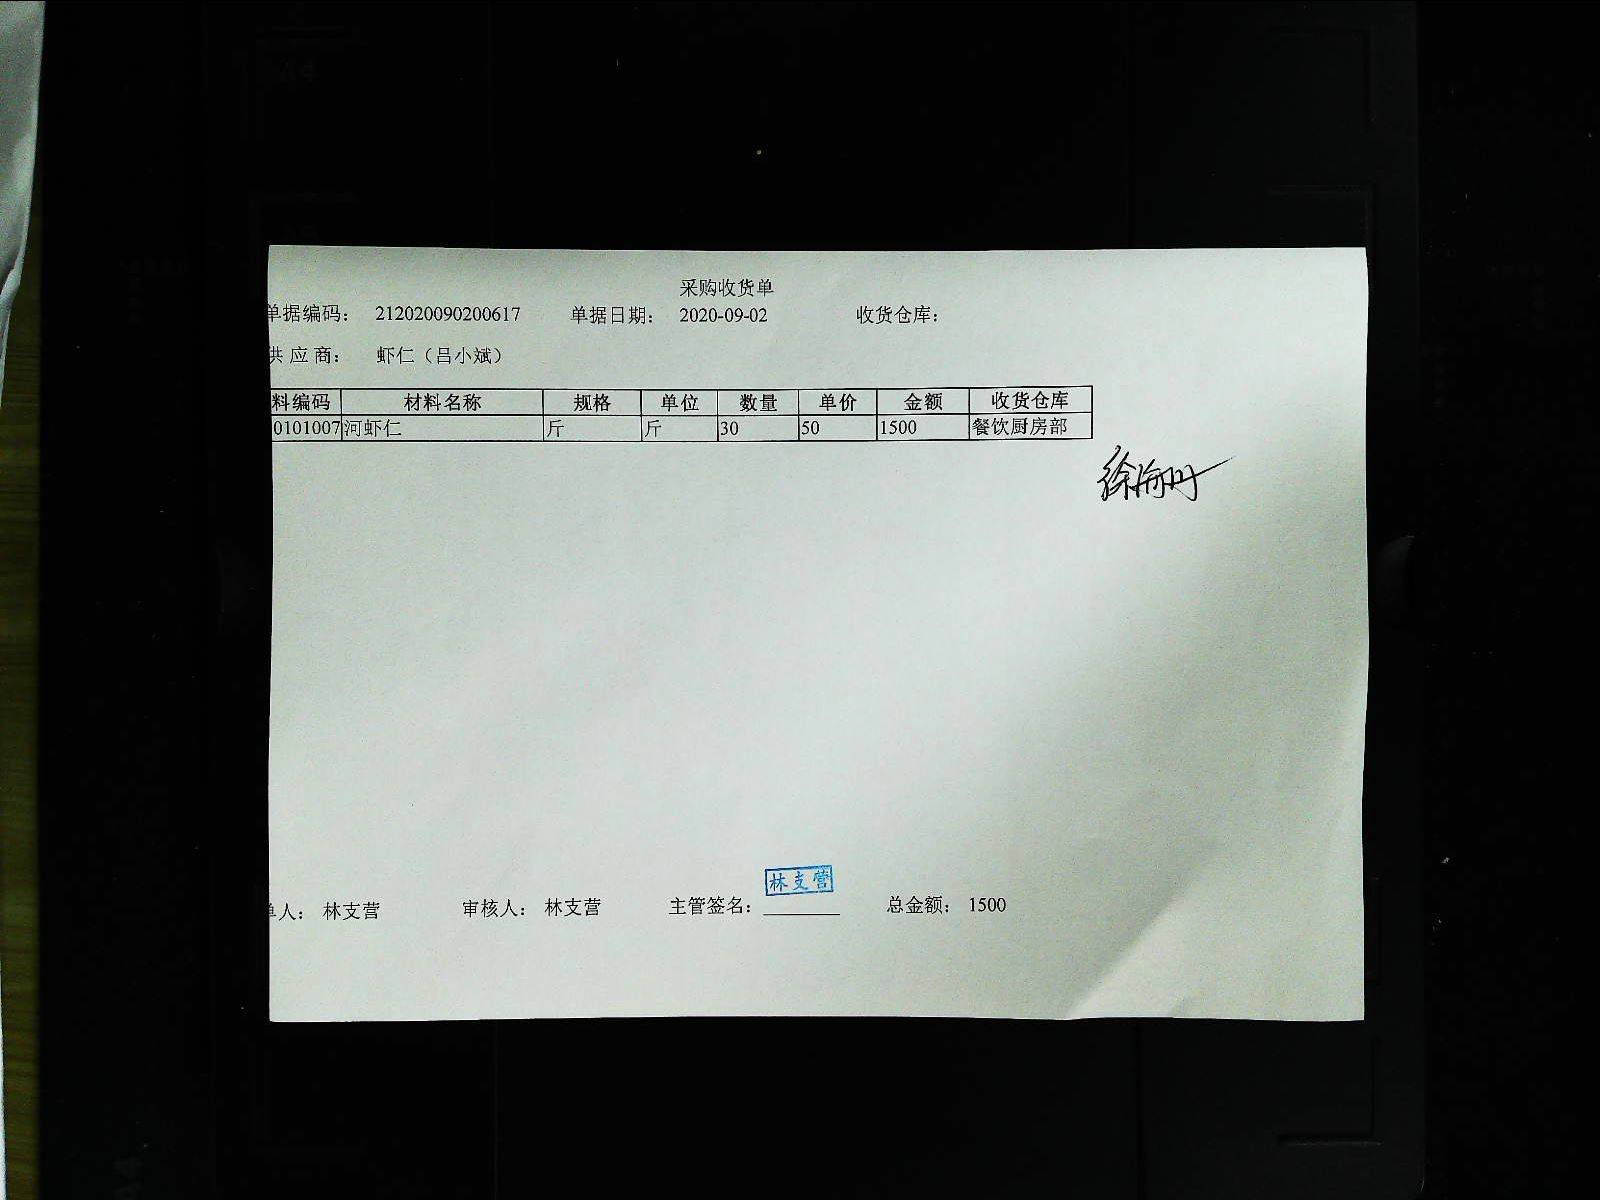 采购收货单
单据编码： 212020090200617 单据日期： 2020-09-02 收货仓库：
供应商： 虾仁（吕小斌）
料编码 材料名称 规格 单位 数量 单价 金额 收货仓库
0101007 河虾仁 斤 斤 30 50 1500 餐饮厨房部
林支营
单人： 林支营 审核人： 林支营 主管签名： 总金额： 1500